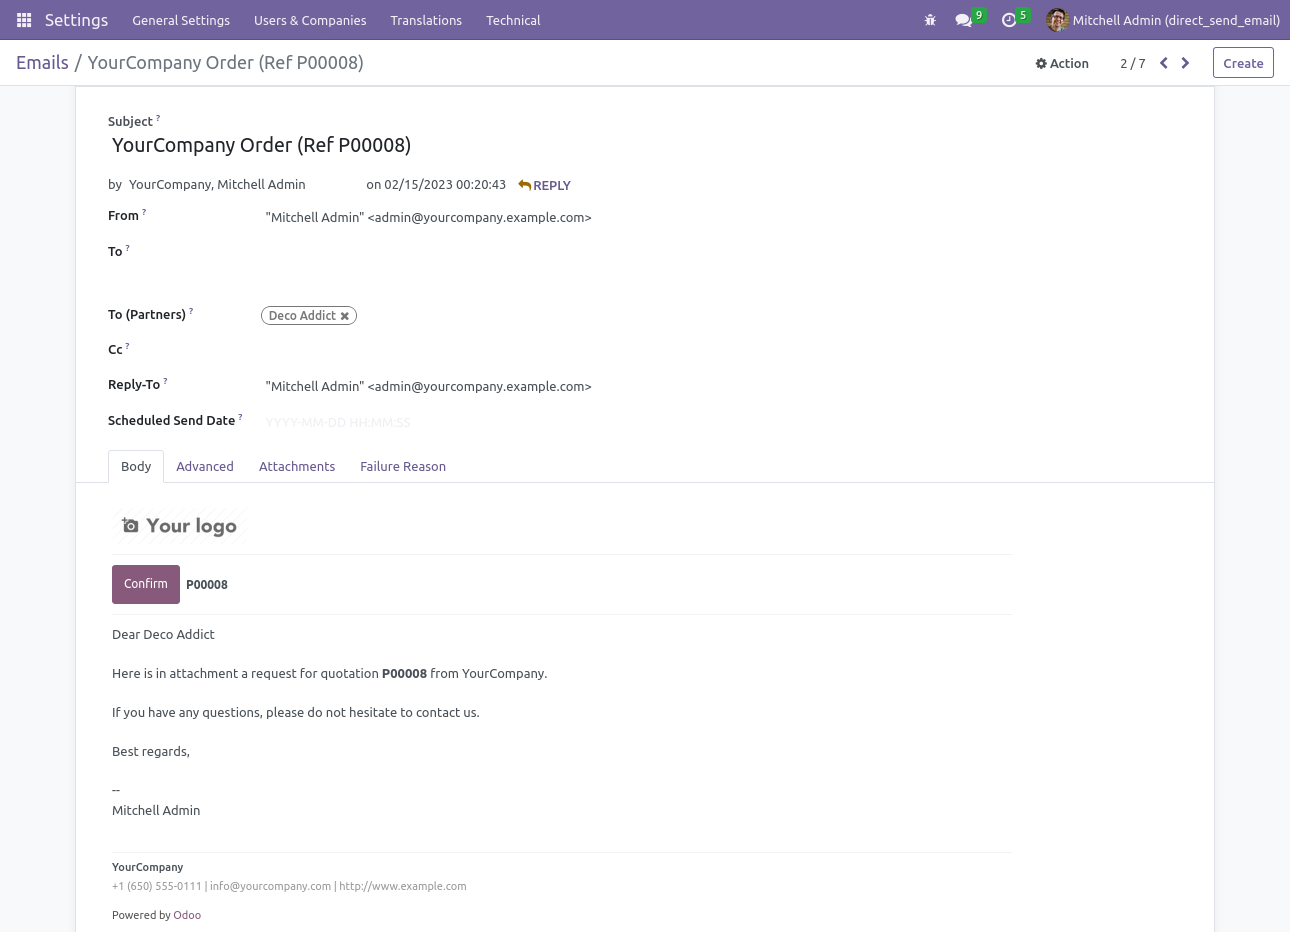 Settings General Settings Users & Companies Translations Technical 9 5 Mitchell Admin (direct_send_email)
Emails / YourCompany Order (Ref P00008) Action 2 / 7 Create
Subject ?
YourCompany Order (Ref P00008)
by YourCompany, Mitchell Admin on 02/15/2023 00:20:43 REPLY
From ? "Mitchell Admin" <admin@yourcompany.example.com>
To ?
To (Partners) ? Deco Addict ✖
Cc ?
Reply-To ? "Mitchell Admin" <admin@yourcompany.example.com>
Scheduled Send Date ? YYYY-MM-DD HH:MM:SS
Body Advanced Attachments Failure Reason
Your logo
Confirm P00008
Dear Deco Addict
Here is in attachment a request for quotation P00008 from YourCompany.
If you have any questions, please do not hesitate to contact us.
Best regards,
--
Mitchell Admin
YourCompany
+1 (650) 555-0111 | info@yourcompany.com | http://www.example.com
Powered by Odoo